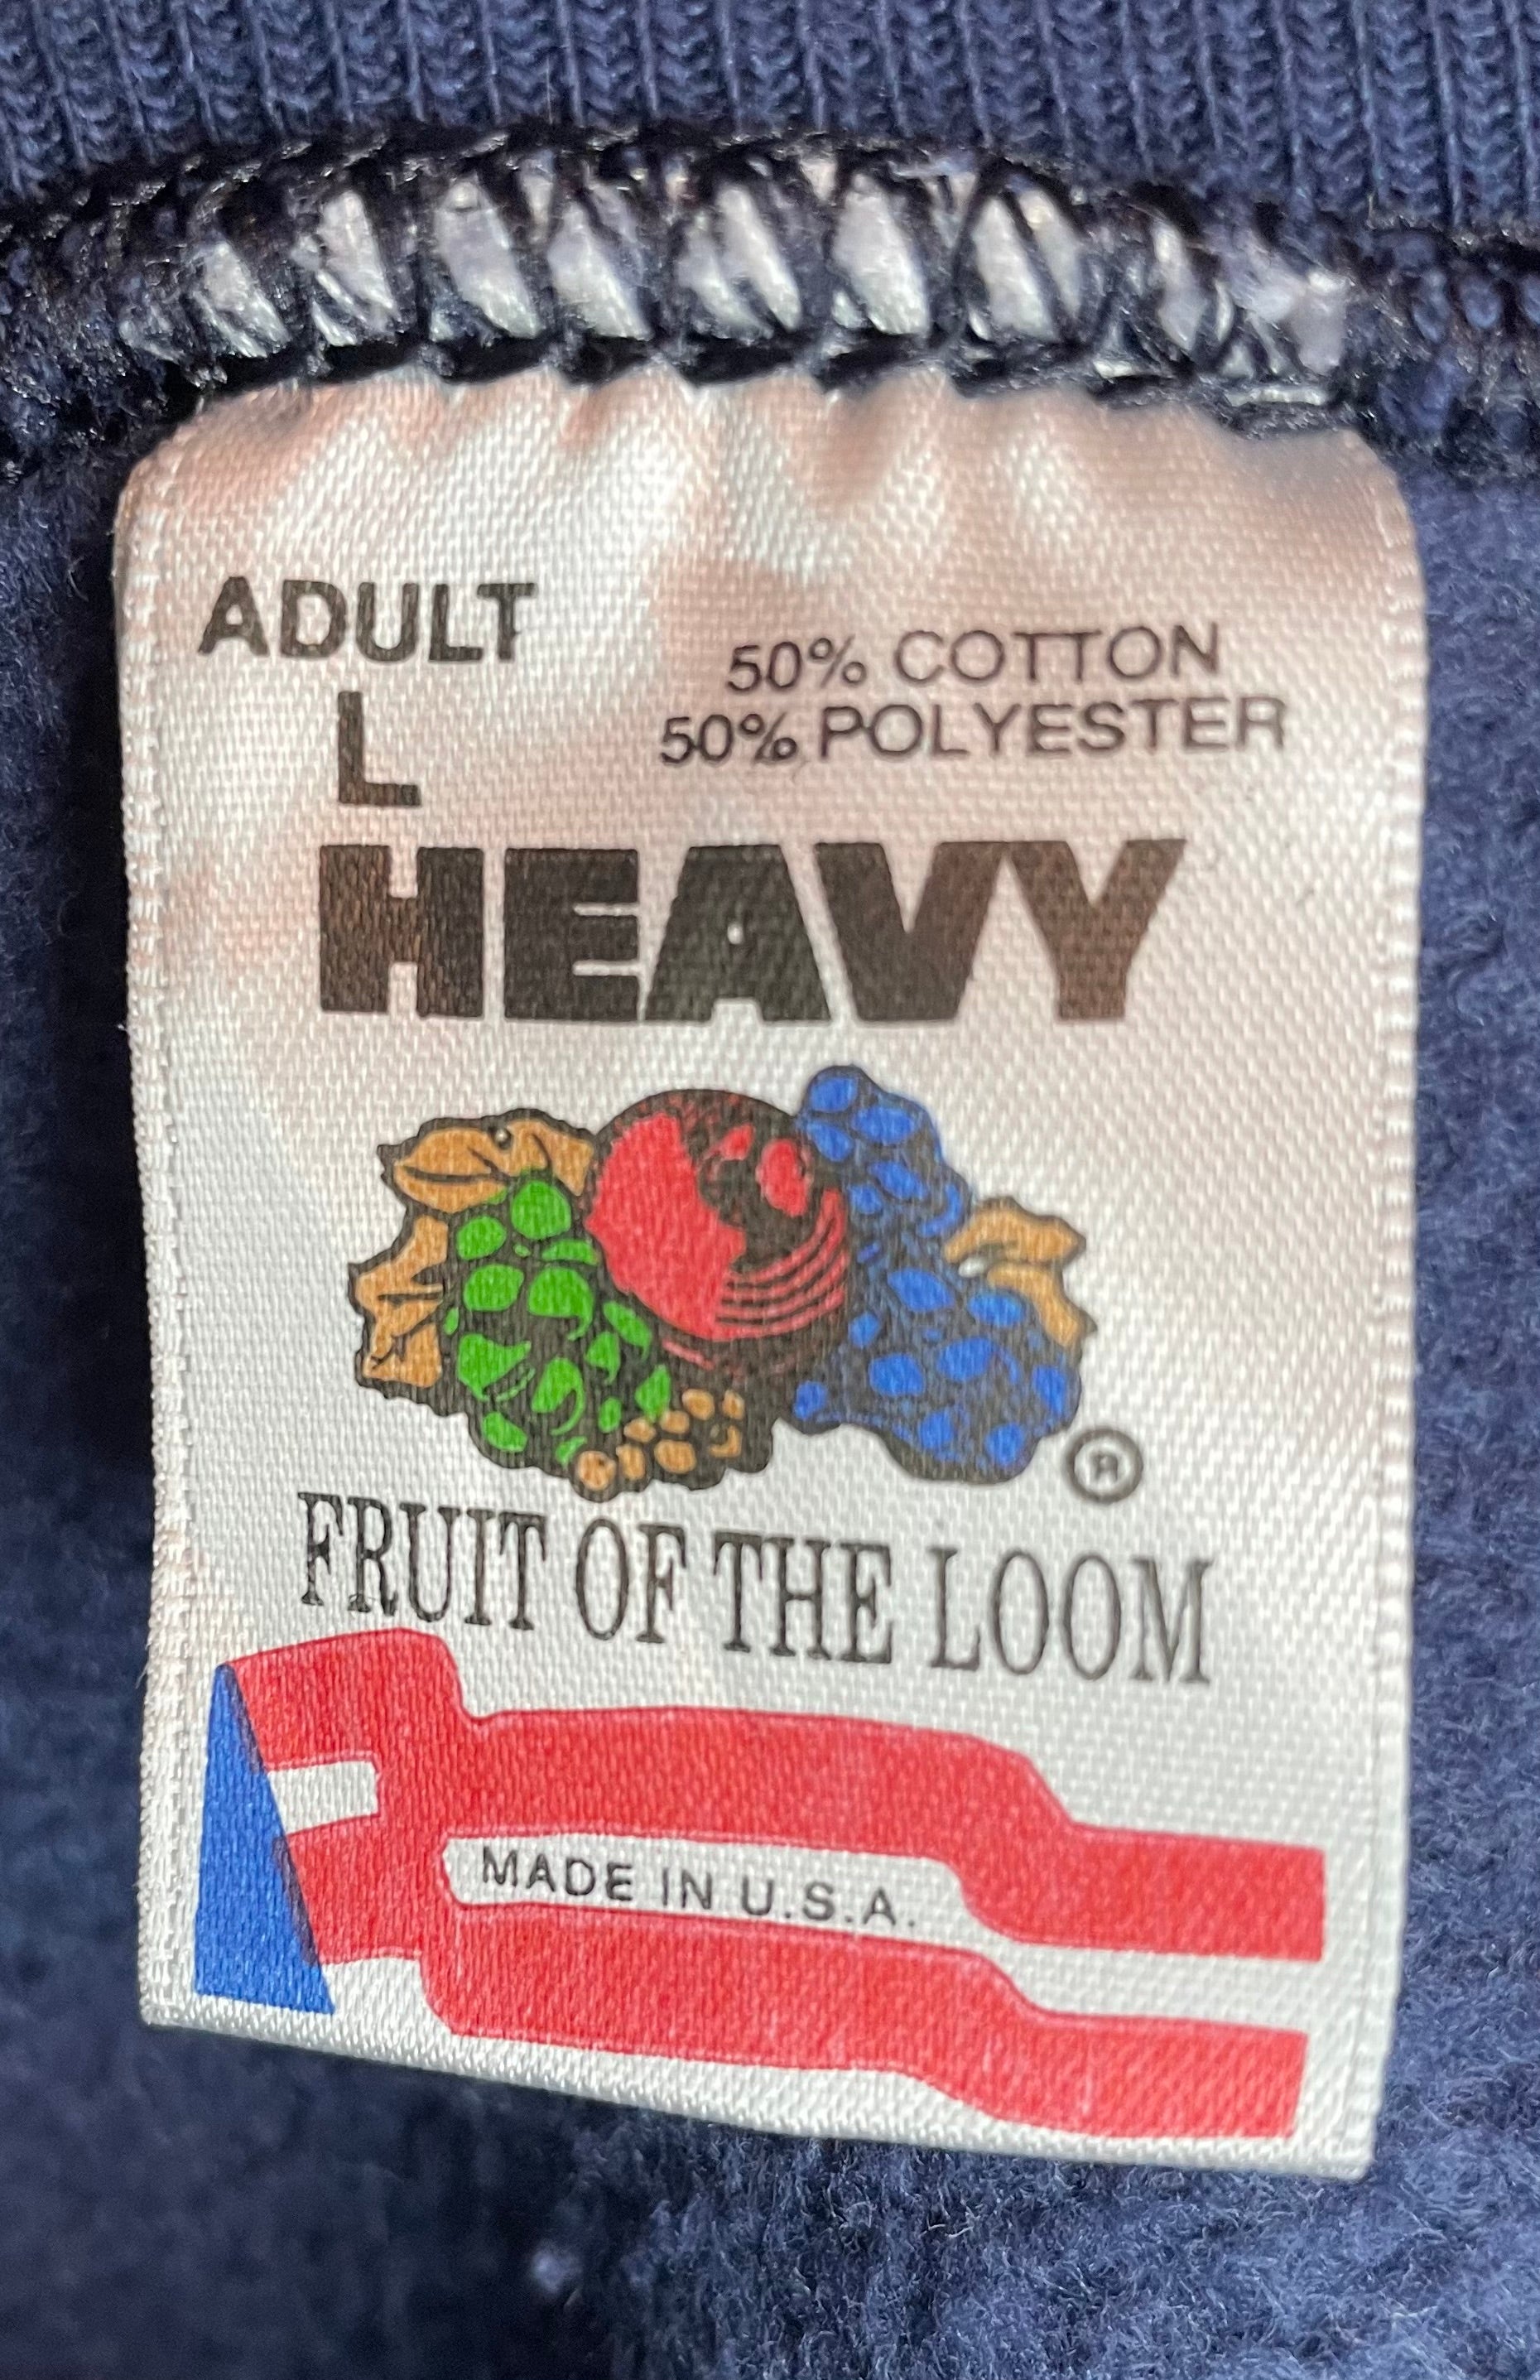 ADULT
L
50% COTTON
50% POLYESTER
HEAVY
®
FRUIT OF THE LOOM
MADE IN U.S.A.